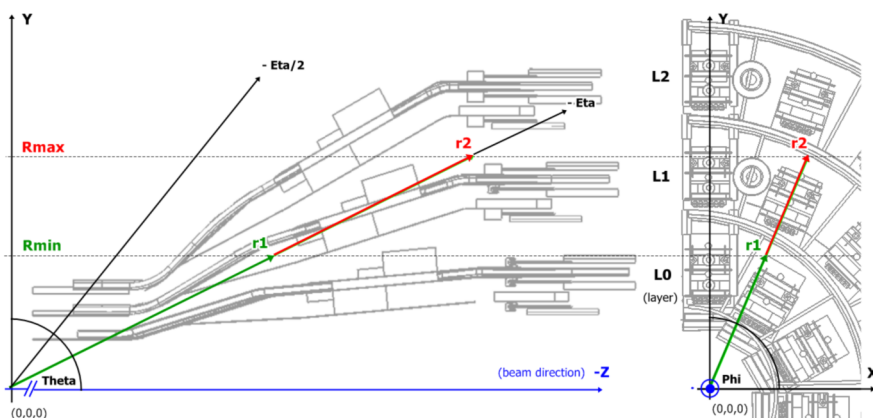 Y
- Eta/2
- Eta
Rmax
r2
Rmin
r1
Theta
(beam direction) -Z
(0,0,0)
Y
L2
r2
L1
r1
L0
(layer)
Phi
X
(0,0,0)